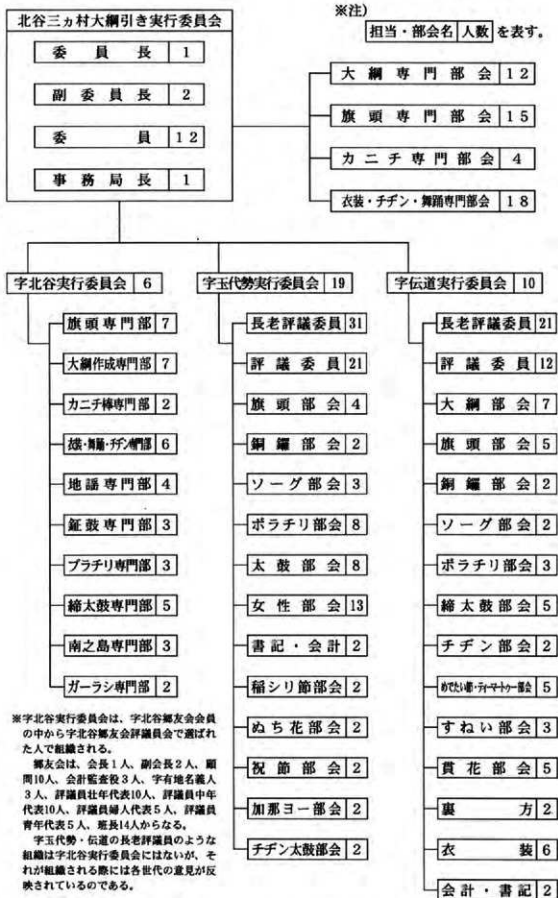 北谷三ヵ村大綱引き実行委員会
委員長 1
副委員長 2
委員 12
事務局長 1
※注)
担当・部会名 人数 を表す。
大綱専門部会 12
旗頭専門部会 15
カニチ専門部会 4
衣装・チヂン・舞踊専門部会 18
字北谷実行委員会 6
旗頭専門部 7
大綱作成専門部 7
カニチ棒専門部 2
衣装・舞踊・チヂン専門部 6
地謡専門部 4
鉦鼓専門部 3
ブラチリ専門部 3
締太鼓専門部 5
南之島専門部 3
ガーラシ専門部 2
※字北谷実行委員会は、字北谷郷友会会員
の中から字北谷郷友会評議員会で選ばれ
た人で組織される。
郷友会は、会長1人、副会長2人、顧
問10人、会計監査役3人、字有地名義人
3人、評議員壮年代表10人、評議員中年
代表10人、評議員婦人代表5人、評議員
青年代表5人、班長14人からなる。
字玉代勢・伝道の長老評議員のような
組織は字北谷実行委員会にはないが、そ
れが組織される際には各世代の意見が反
映されているのである。
字玉代勢実行委員会 19
長老評議委員 31
評議委員 21
旗頭部会 4
銅鑼部会 2
ソーグ部会 3
ボラチリ部会 8
太鼓部会 8
女性部会 13
書記・会計 2
稲シリ節部会 2
ぬち花部会 2
祝節部会 2
加那ヨー部会 2
チヂン太鼓部会 2
字伝道実行委員会 10
長老評議委員 21
評議委員 12
大綱部会 7
旗頭部会 5
銅鑼部会 2
ソーグ部会 2
ボラチリ部会 3
締太鼓部会 5
チヂン部会 2
めでたい節・ティーマトゥー部会 5
すねい部会 3
貫花部会 5
裏方 2
衣装 6
会計・書記 2